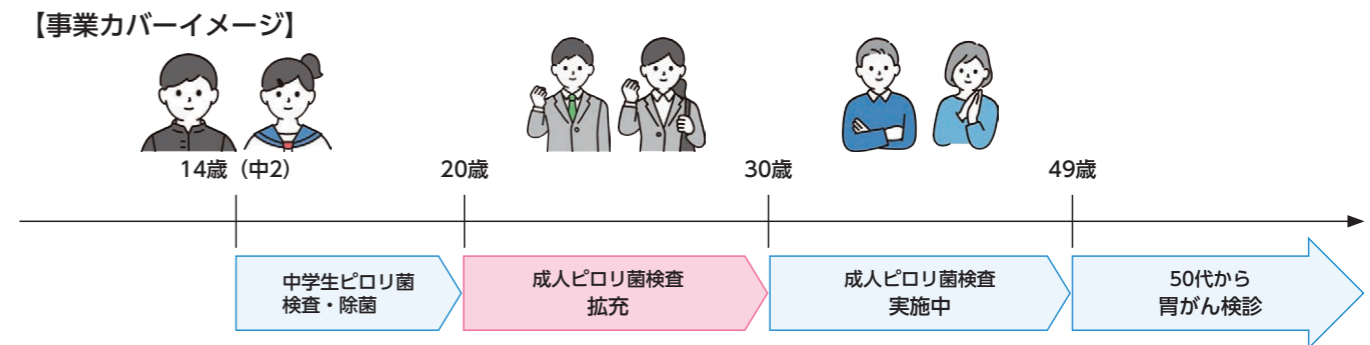 【事業カバーイメージ】
14歳（中2）
20歳
30歳
49歳
中学生ピロリ菌
検査・除菌
成人ピロリ菌検査
拡充
成人ピロリ菌検査
実施中
50代から
胃がん検診